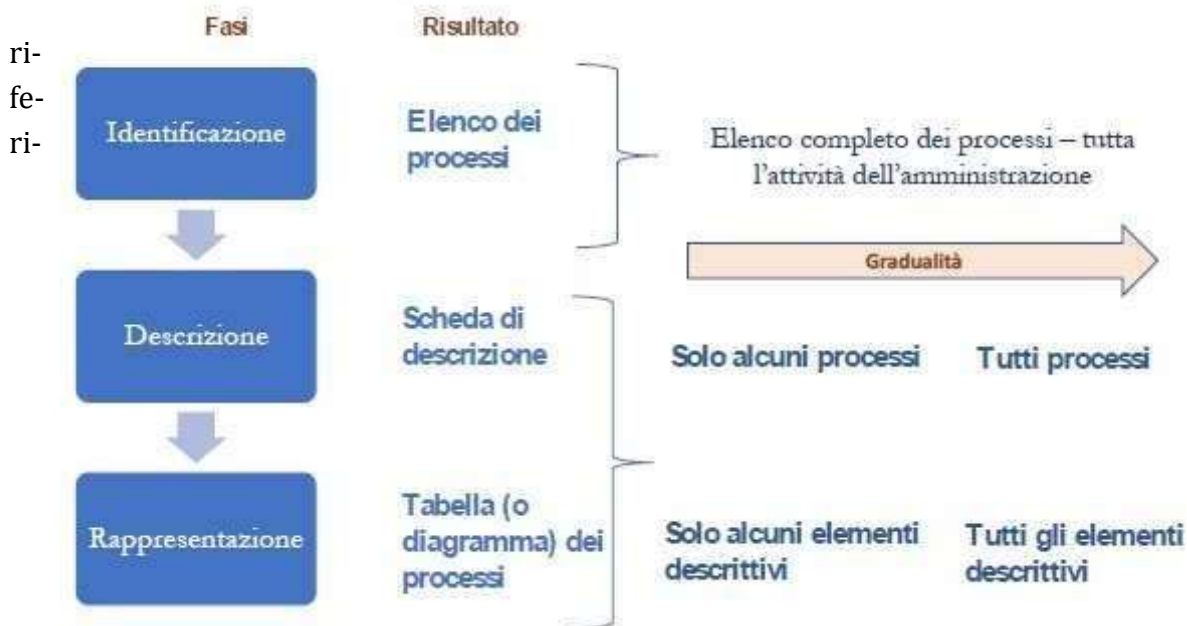 Fasi
Risultato
ri-
fe-
ri-
Identificazione
Elenco dei
processi
Elenco completo dei processi – tutta
l'attività dell'amministrazione
Gradualità
Descrizione
Scheda di
descrizione
Solo alcuni processi
Tutti processi
Rappresentazione
Tabella (o
diagramma) dei
processi
Solo alcuni elementi
descrittivi
Tutti gli elementi
descrittivi